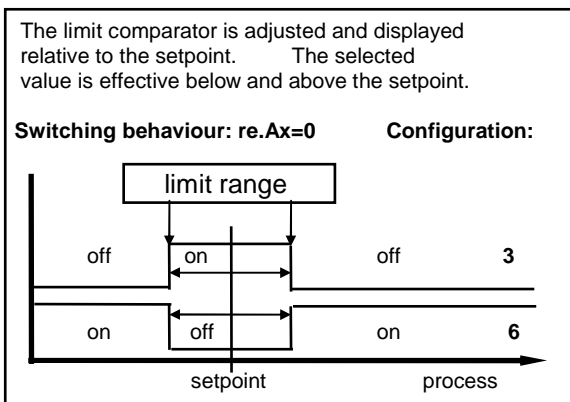 The limit comparator is adjusted and displayed
relative to the setpoint. The selected
value is effective below and above the setpoint.
Switching behaviour: re.Ax=0 Configuration:
limit range
off on off 3
on off on 6
setpoint process